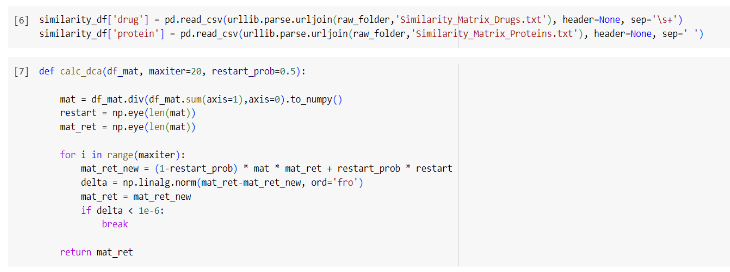 [6] similarity_df['drug'] = pd.read_csv(urllib.parse.urljoin(raw_folder,'Similarity_Matrix_Drugs.txt'), header=None, sep='\s+')
similarity_df['protein'] = pd.read_csv(urllib.parse.urljoin(raw_folder,'Similarity_Matrix_Proteins.txt'), header=None, sep=' ')
[7] def calc_dca(df_mat, maxiter=20, restart_prob=0.5):
mat = df_mat.div(df_mat.sum(axis=1),axis=0).to_numpy()
restart = np.eye(len(mat))
mat_ret = np.eye(len(mat))
for i in range(maxiter):
mat_ret_new = (1-restart_prob) * mat * mat_ret + restart_prob * restart
delta = np.linalg.norm(mat_ret-mat_ret_new, ord='fro')
mat_ret = mat_ret_new
if delta < 1e-6:
break
return mat_ret